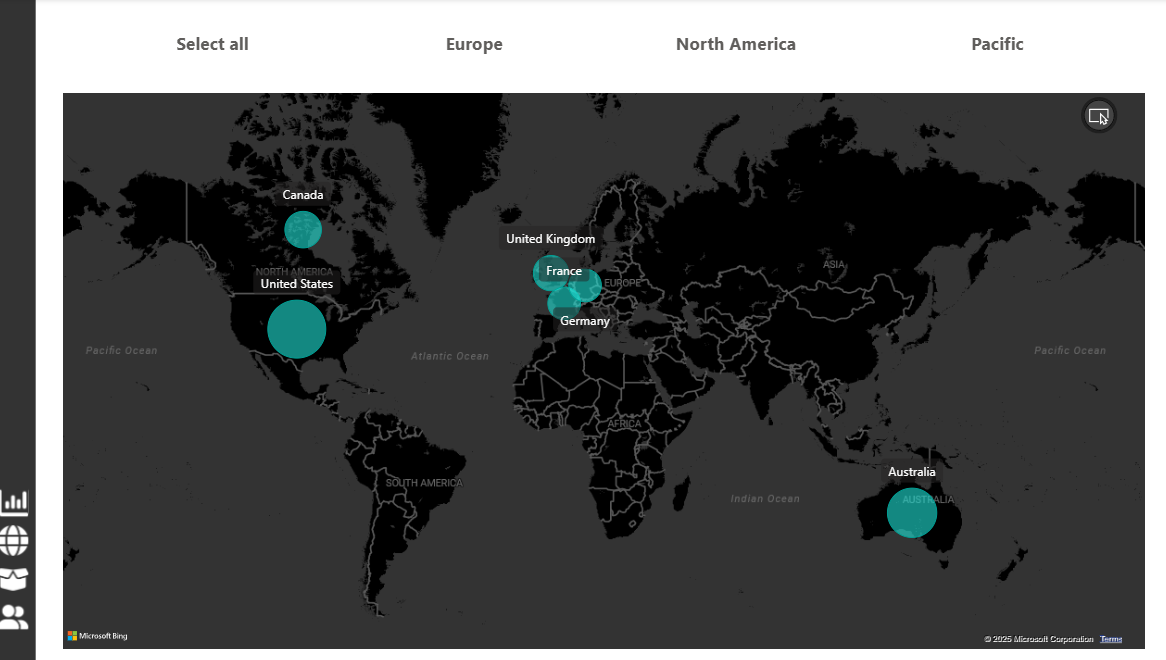 Select all
Europe
North America
Pacific
Canada
United Kingdom
NORTH AMERICA
United States
France
EUROPE
ASIA
Germany
Pacific Ocean
Atlantic Ocean
Pacific Ocean
AFRICA
SOUTH AMERICA
Australia
Indian Ocean
AUSTRALIA
Microsoft Bing
© 2025 Microsoft Corporation Terms